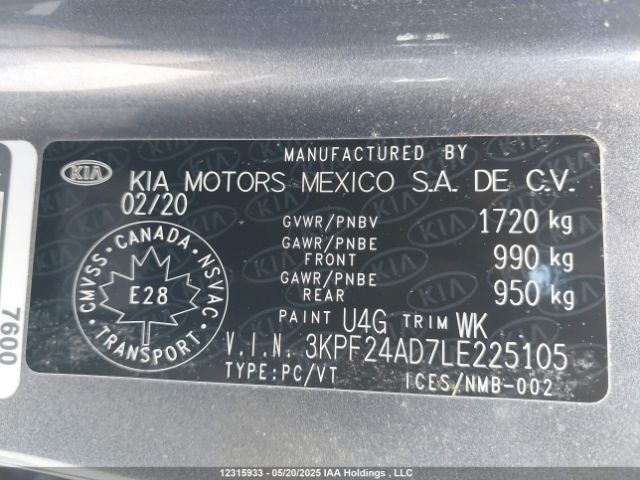 MANUFACTURED BY
KIA KIA MOTORS MEXICO S.A. DE C.V.
02/20
GVWR/PNBV 1720 kg
GAWR/PNBE FRONT 990 kg
GAWR/PNBE REAR 950 kg
CANADA
CMVSS NSVAC
E28
TRANSPORT
PAINT U4G TRIM WK
V.I.N. 3KPF24AD7LE225105
TYPE:PC/VT ICES/NMB-002
7600
12315933 - 05/20/2025 IAA Holdings, LLC